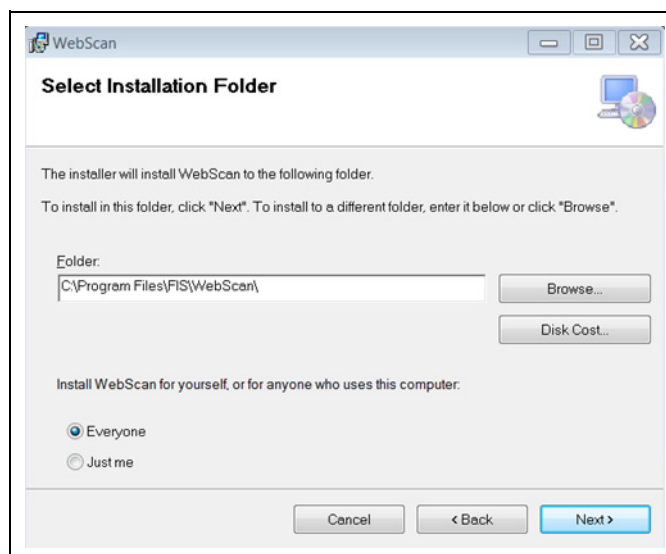 WebScan
Select Installation Folder
The installer will install WebScan to the following folder.
To install in this folder, click "Next". To install to a different folder, enter it below or click "Browse".
Folder:
C:\Program Files\FIS\WebScan\
Browse...
Disk Cost...
Install WebScan for yourself, or for anyone who uses this computer:
Everyone
Just me
Cancel
< Back
Next >